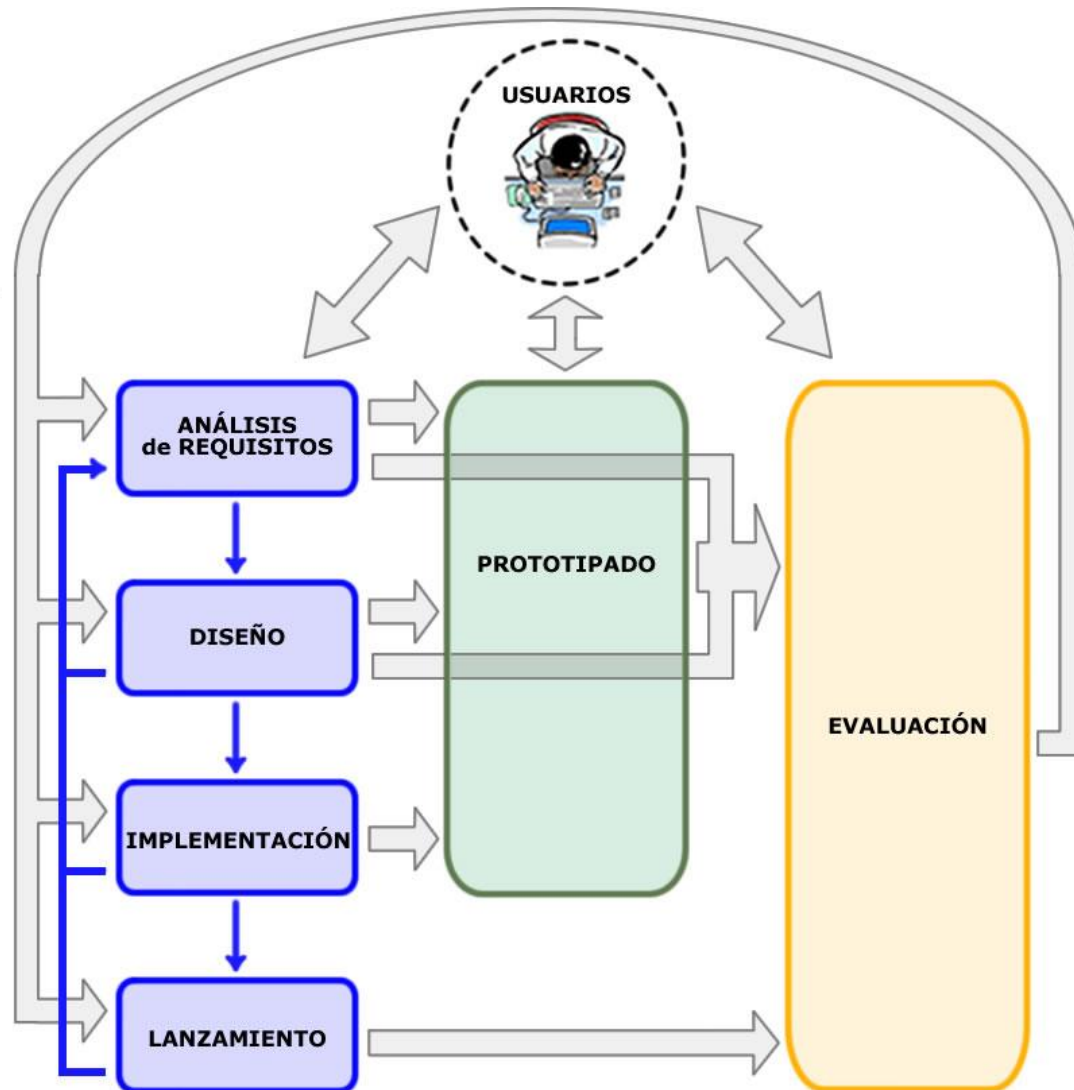 USUARIOS
ANÁLISIS
de REQUISITOS
PROTOTIPADO
DISEÑO
EVALUACIÓN
IMPLEMENTACIÓN
LANZAMIENTO